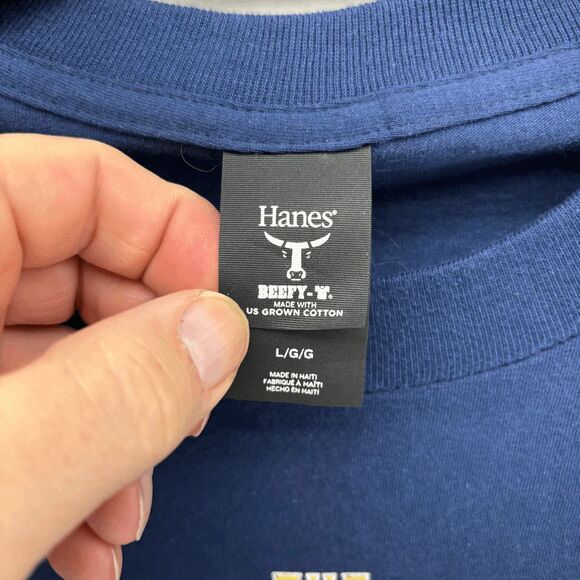 Hanes®
BEEFY-T®
MADE WITH
US GROWN COTTON
L/G/G
MADE IN HAITI
FABRIQUÉ À HAÏTI
HECHO EN HAITÍ